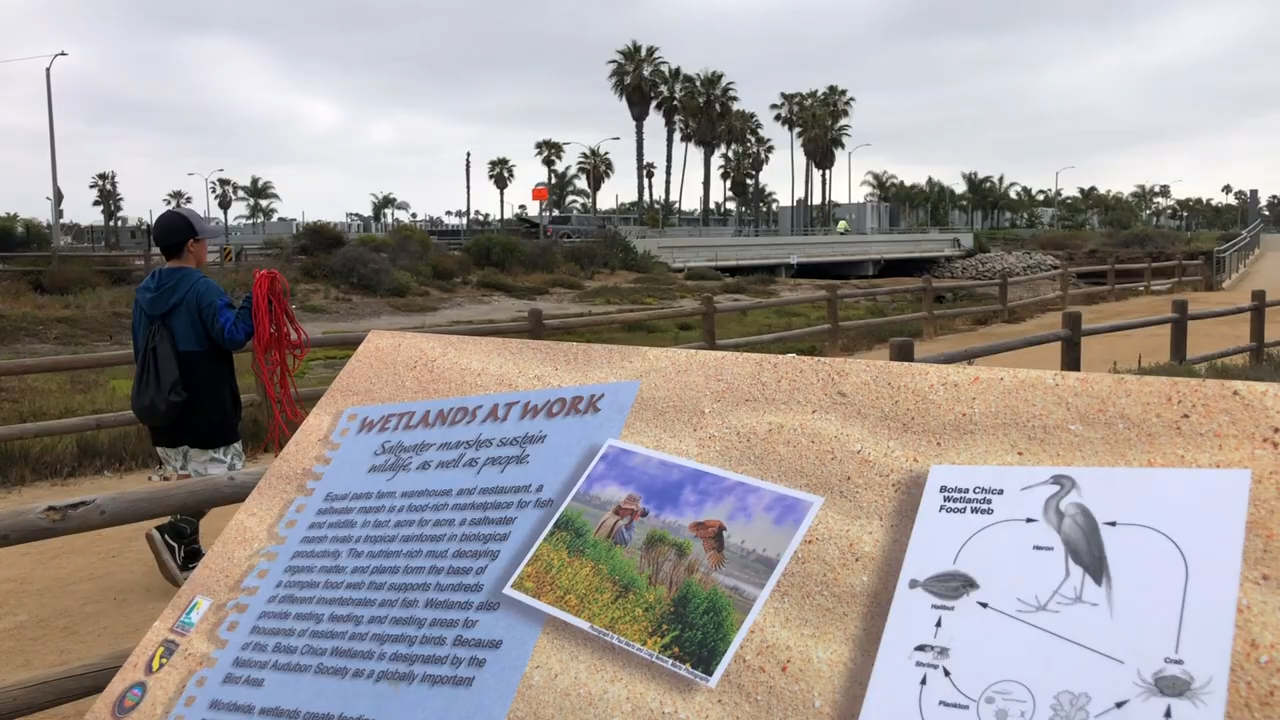 WETLANDS AT WORK
Saltwater marshes sustain
wildlife, as well as people.
Equal parts farm, warehouse, and restaurant, a
saltwater marsh is a food-rich marketplace for fish
and wildlife. In fact, acre for acre, a saltwater
marsh rivals a tropical rainforest in biological
productivity. The nutrient-rich mud, decaying
organic matter, and plants form the base of
a complex food web that supports hundreds
of different invertebrates and fish. Wetlands also
provide resting, feeding, and nesting areas for
thousands of resident and migrating birds. Because
of this, Bolsa Chica Wetlands is designated by the
National Audubon Society as a globally Important
Bird Area.
Worldwide, wetlands create
Bolsa Chica
Wetlands
Food Web
Heron
Halibut
Shrimp
Crab
Plankton